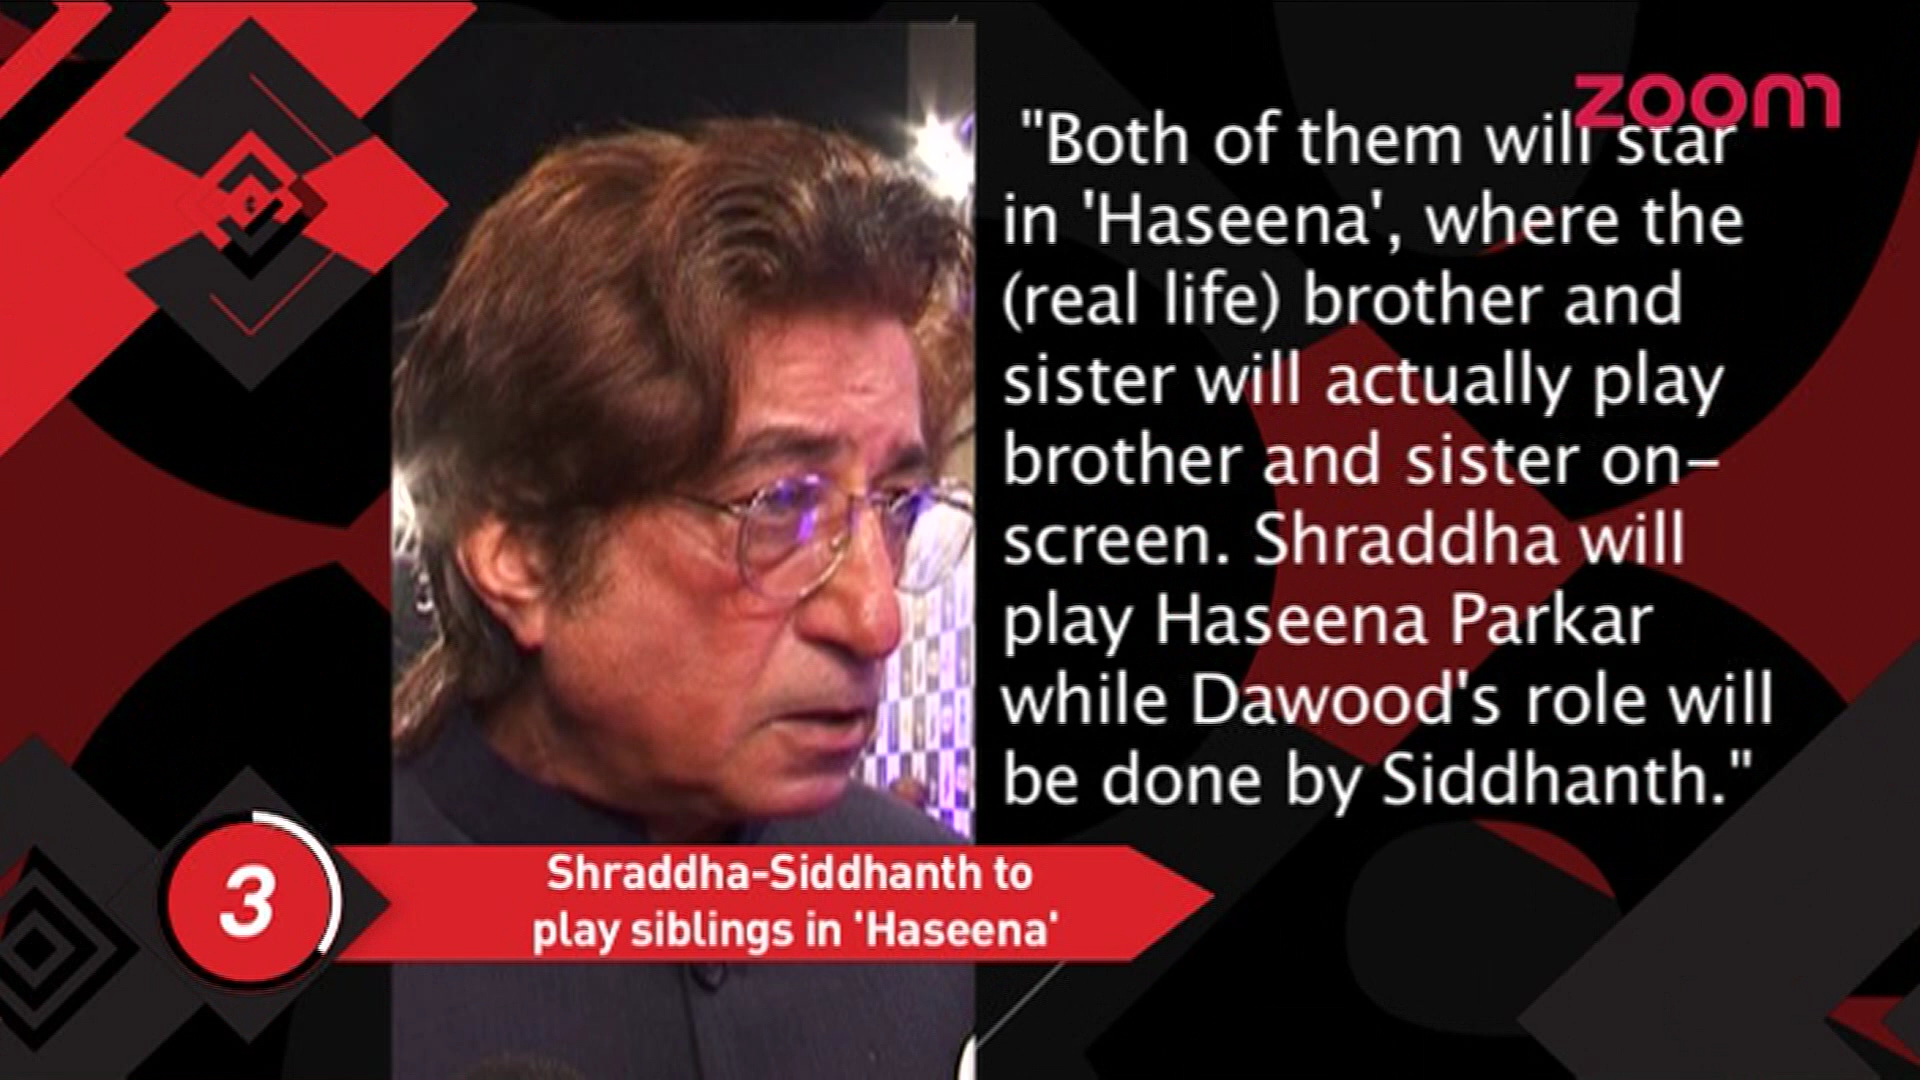 zoom
"Both of them will star
in 'Haseena', where the
(real life) brother and
sister will actually play
brother and sister on-
screen. Shraddha will
play Haseena Parkar
while Dawood's role will
be done by Siddhanth."
3
Shraddha-Siddhanth to
play siblings in 'Haseena'